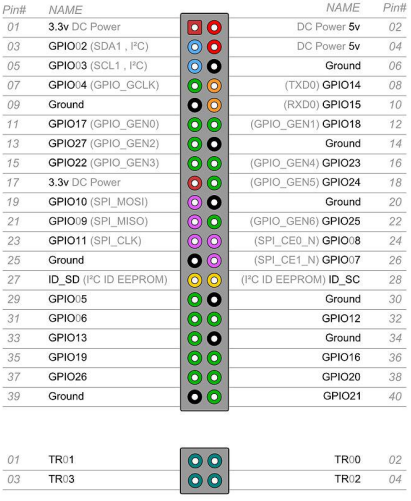 Pin# NAME NAME Pin#
01 3.3v DC Power DC Power 5v 02
03 GPIO02 (SDA1 , I²C) DC Power 5v 04
05 GPIO03 (SCL1 , I²C) Ground 06
07 GPIO04 (GPIO_GCLK) (TXD0) GPIO14 08
09 Ground (RXD0) GPIO15 10
11 GPIO17 (GPIO_GEN0) (GPIO_GEN1) GPIO18 12
13 GPIO27 (GPIO_GEN2) Ground 14
15 GPIO22 (GPIO_GEN3) (GPIO_GEN4) GPIO23 16
17 3.3v DC Power (GPIO_GEN5) GPIO24 18
19 GPIO10 (SPI_MOSI) Ground 20
21 GPIO09 (SPI_MISO) (GPIO_GEN6) GPIO25 22
23 GPIO11 (SPI_CLK) (SPI_CE0_N) GPIO08 24
25 Ground (SPI_CE1_N) GPIO07 26
27 ID_SD (I²C ID EEPROM) (I²C ID EEPROM) ID_SC 28
29 GPIO05 Ground 30
31 GPIO06 GPIO12 32
33 GPIO13 Ground 34
35 GPIO19 GPIO16 36
37 GPIO26 GPIO20 38
39 Ground GPIO21 40
01 TR01 TR00 02
03 TR03 TR02 04